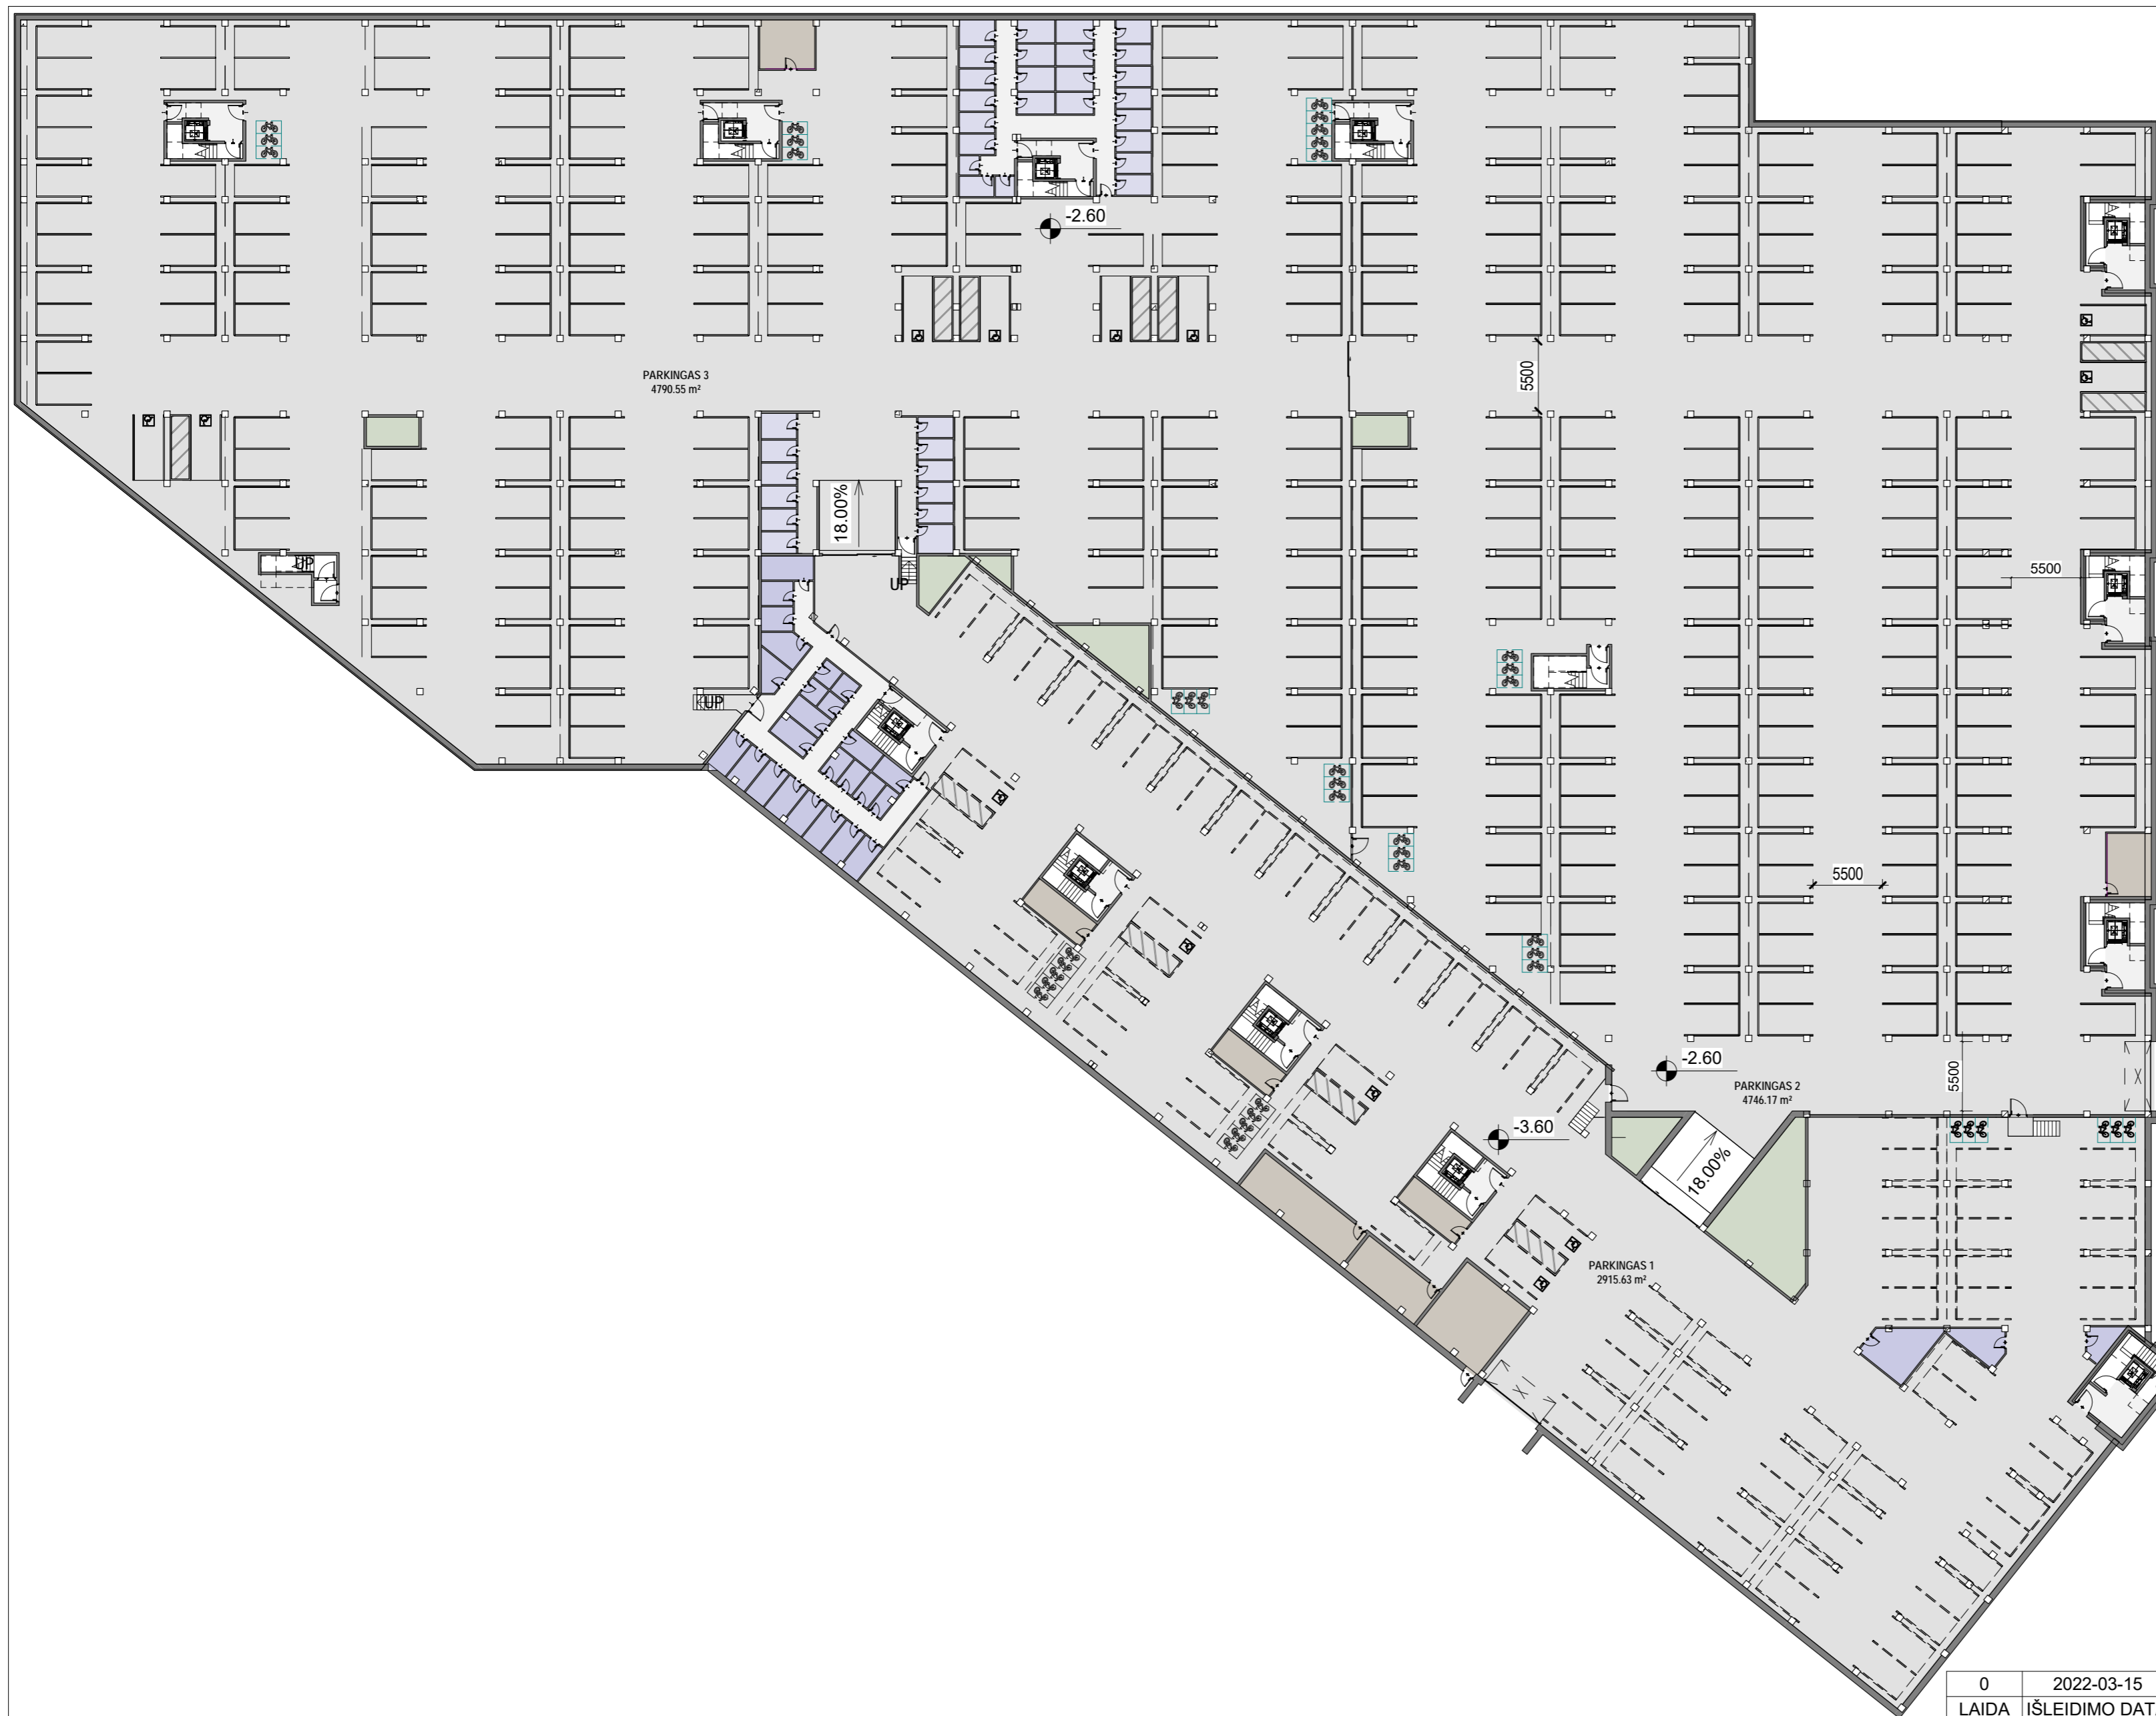 -2.60
5500
PARKINGAS 3
4790.55 m²
18.00%
UP
UP
5500
UP
5500
-2.60
5500
PARKINGAS 2
4746.17 m²
-3.60
18.00%
PARKINGAS 1
2915.63 m²
0 2022-03-15
LAIDA IŠLEIDIMO DAT